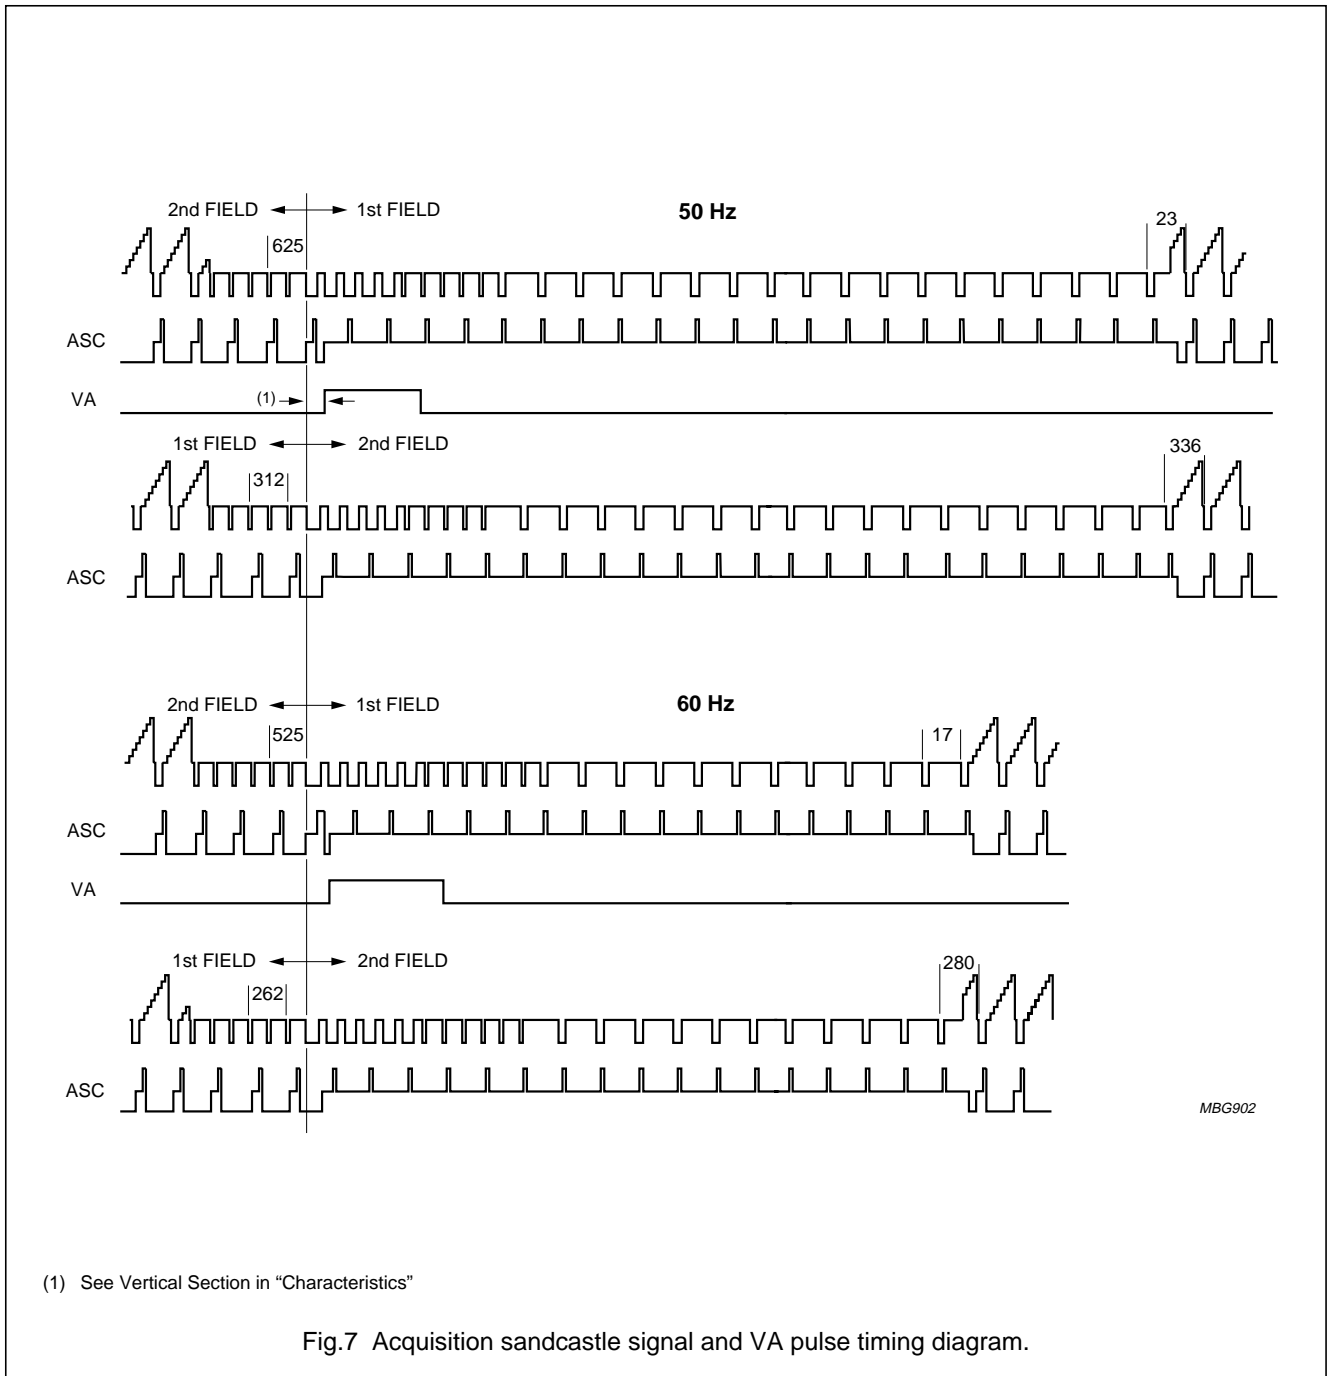 2nd FIELD 1st FIELD 50 Hz 23
625
ASC
VA (1)
1st FIELD 2nd FIELD 336
312
ASC
2nd FIELD 1st FIELD 60 Hz
525 17
ASC
VA
1st FIELD 2nd FIELD 280
262
ASC
MBG902
(1) See Vertical Section in “Characteristics”
Fig.7 Acquisition sandcastle signal and VA pulse timing diagram.